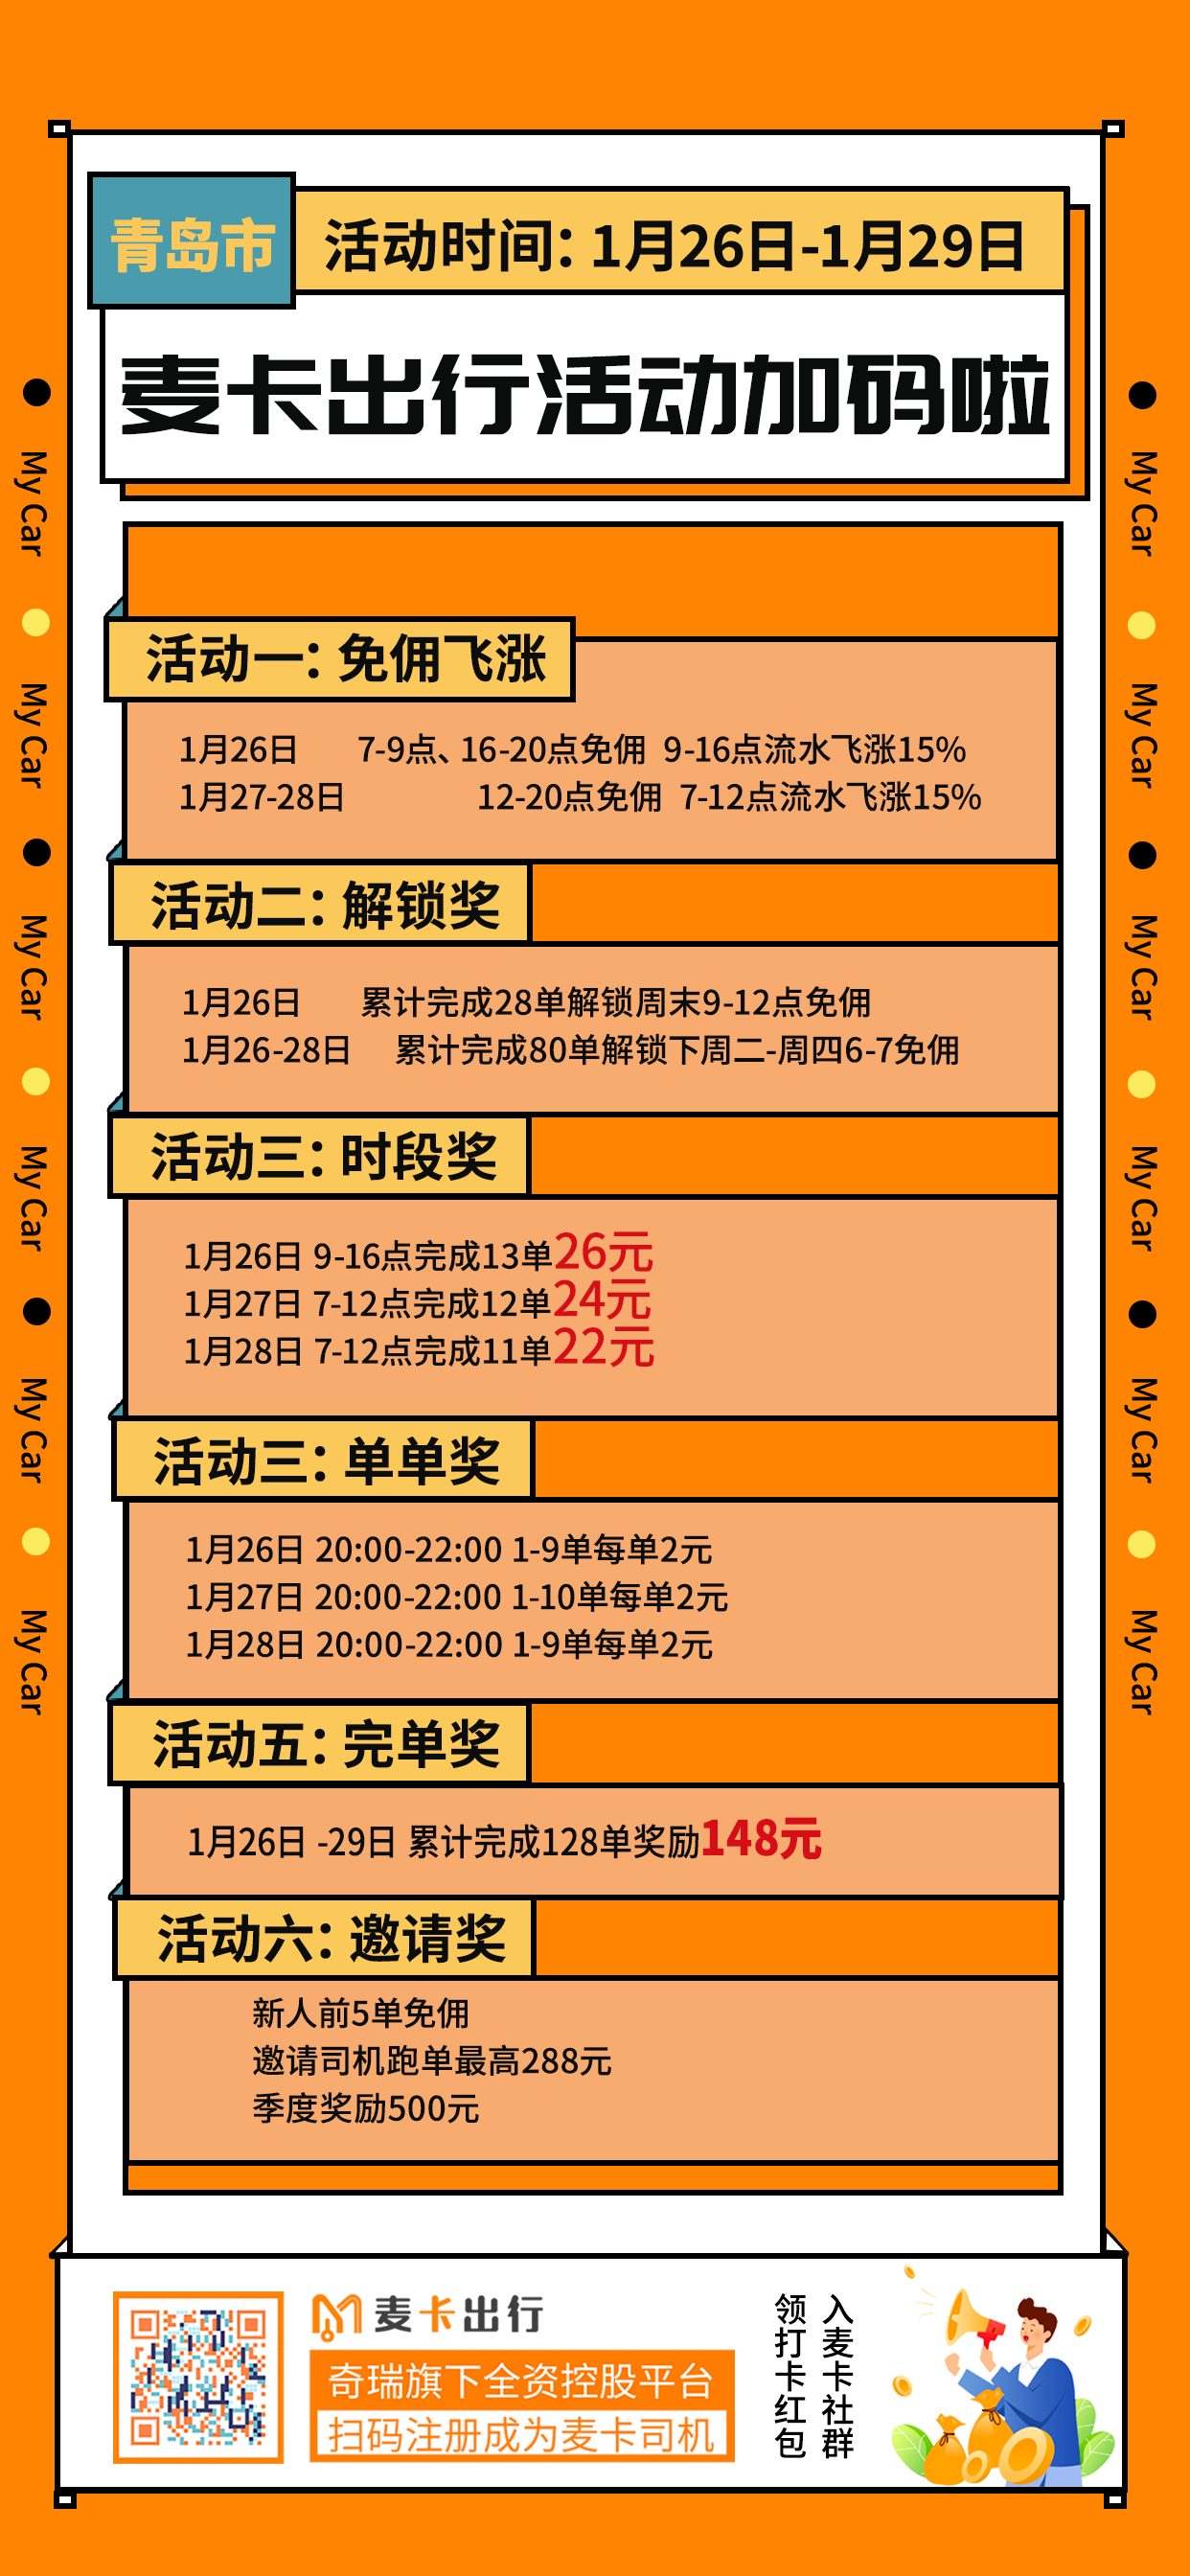 青岛市
活动时间：1月26日-1月29日
麦卡出行活动加码啦
活动一：免佣飞涨
1月26日 7-9点、16-20点免佣 9-16点流水飞涨15%
1月27-28日 12-20点免佣 7-12点流水飞涨15%
活动二：解锁奖
1月26日 累计完成28单解锁周末9-12点免佣
1月26-28日 累计完成80单解锁下周二-周四6-7免佣
活动三：时段奖
1月26日 9-16点完成13单26元
1月27日 7-12点完成12单24元
1月28日 7-12点完成11单22元
活动三：单单奖
1月26日 20:00-22:00 1-9单每单2元
1月27日 20:00-22:00 1-10单每单2元
1月28日 20:00-22:00 1-9单每单2元
活动五：完单奖
1月26日 -29日 累计完成128单奖励148元
活动六：邀请奖
新人前5单免佣
邀请司机跑单最高288元
季度奖励500元
My Car
My Car
My Car
My Car
My Car
My Car
My Car
My Car
My Car
My Car
My Car
My Car
麦卡出行
奇瑞旗下全资控股平台
扫码注册成为麦卡司机
入麦卡社群
领打卡红包